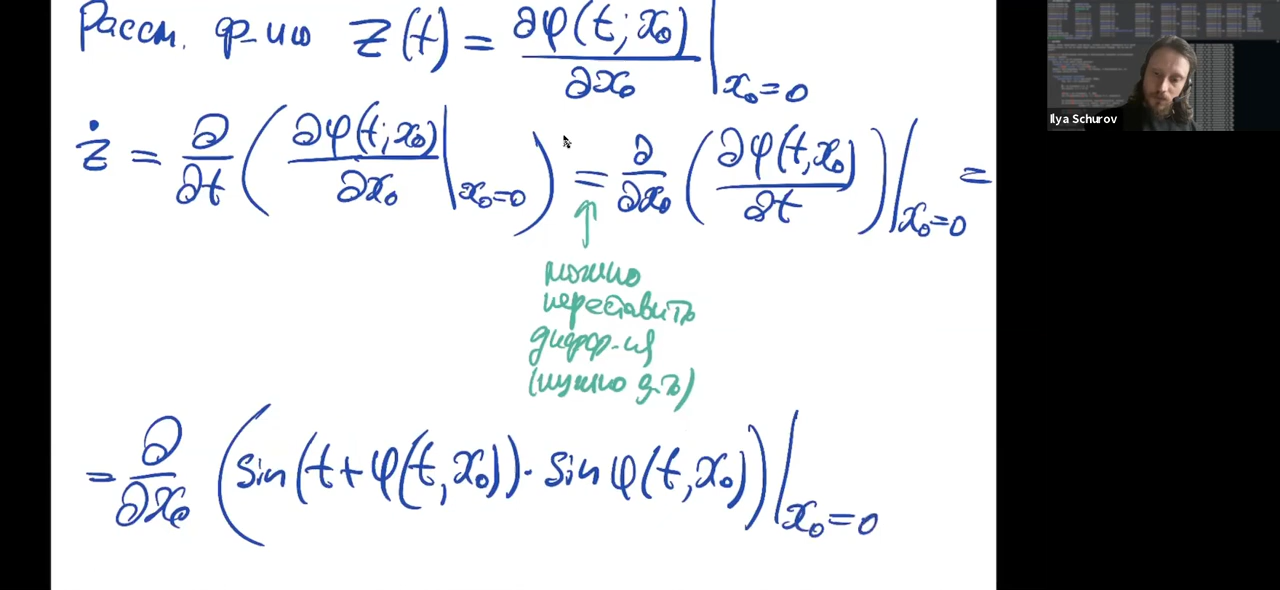 Рассм. ф-ию z(t) = ∂φ(t; x₀)/∂x₀ |ₓ₀₌₀
ż = ∂/∂t (∂φ(t; x₀)/∂x₀ |ₓ₀₌₀) = ∂/∂x₀ (∂φ(t, x₀)/∂t) |ₓ₀₌₀ =
можно
переставить
дифф-я
(нужно д-ть)
= ∂/∂x₀ (sin(t + φ(t, x₀)) · sin φ(t, x₀)) |ₓ₀₌₀
Ilya Schurov